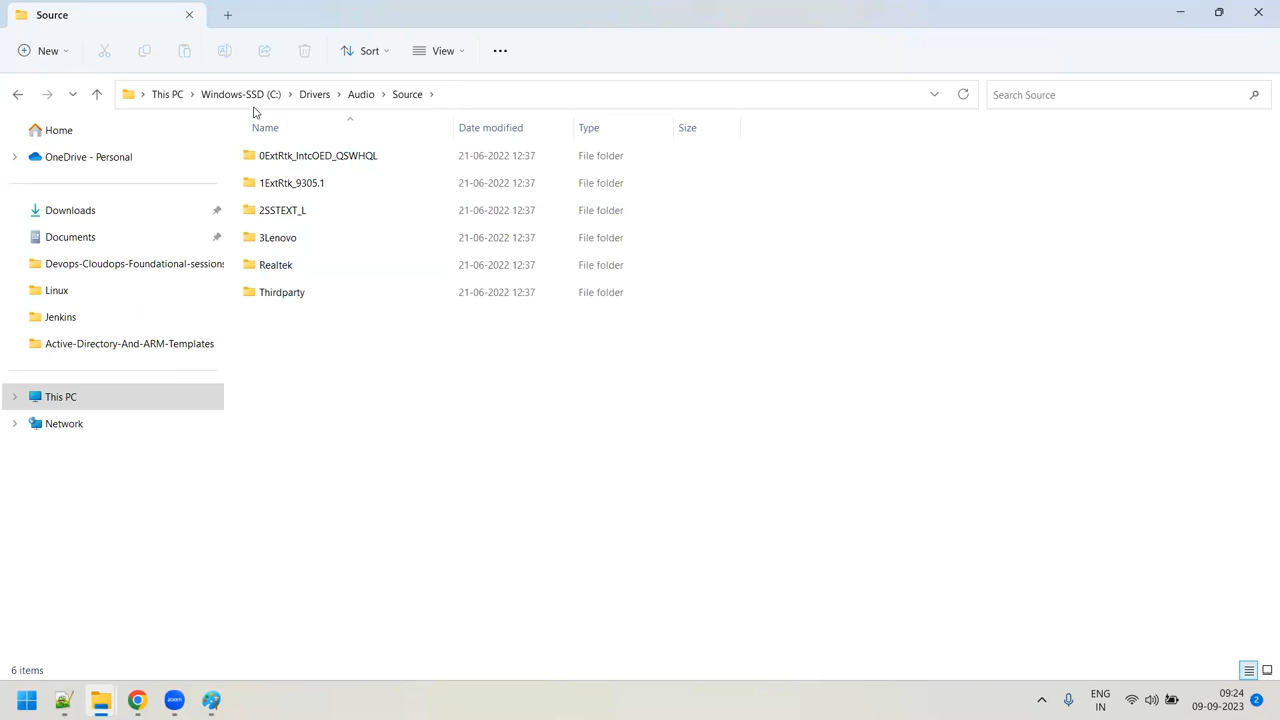 Source
New
Sort
View
This PC > Windows-SSD (C:) > Drivers > Audio > Source >
Search Source
Name Date modified Type Size
Home
OneDrive - Personal
Downloads
Documents
Devops-Cloudops-Foundational-sessions
Linux
Jenkins
Active-Directory-And-ARM-Templates
This PC
Network
0ExtRtk_IntcOED_QSWHQL 21-06-2022 12:37 File folder
1ExtRtk_9305.1 21-06-2022 12:37 File folder
2SSTEXT_L 21-06-2022 12:37 File folder
3Lenovo 21-06-2022 12:37 File folder
Realtek 21-06-2022 12:37 File folder
Thirdparty 21-06-2022 12:37 File folder
6 items
zoom
ENG
IN
09:24
09-09-2023
2